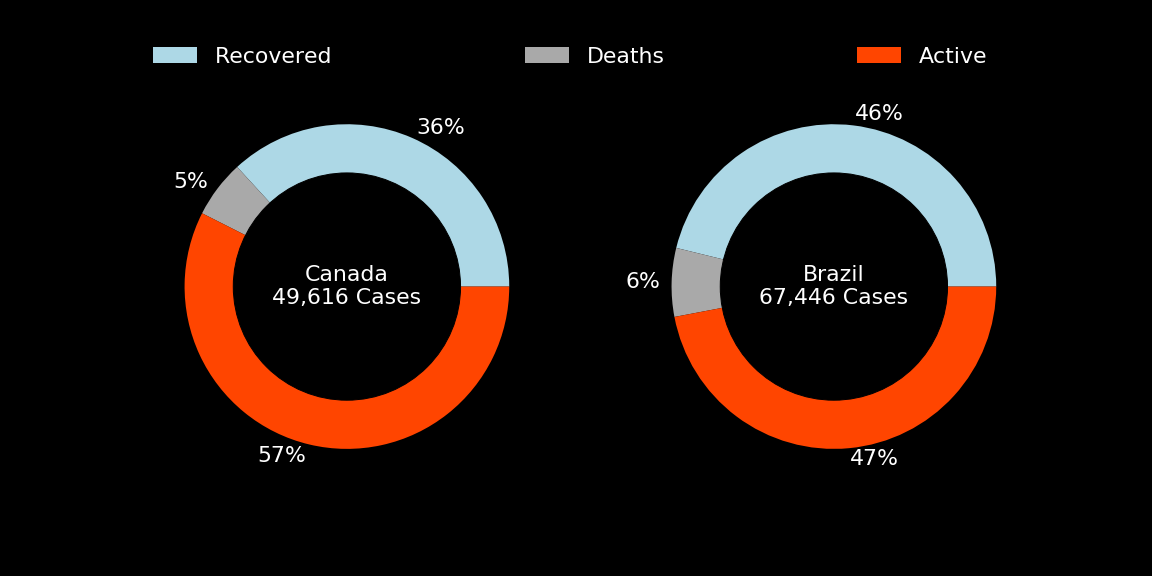 Recovered
Deaths
Active
36%
5%
Canada
49,616 Cases
57%
46%
6%
Brazil
67,446 Cases
47%